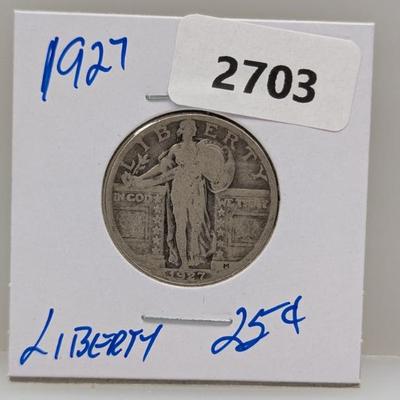 1927
2703
LIBERTY
IN GOD WE TRUST
1927
M
LIBERTY 25¢